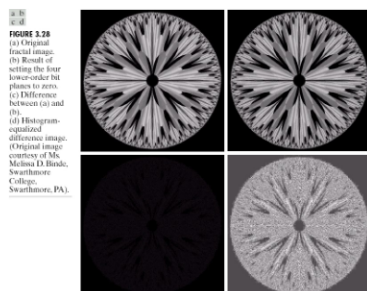 a b
c d
FIGURE 3.28
(a) Original
fractal image.
(b) Result of
setting the four
lower-order bit
planes to zero.
(c) Difference
between (a) and
(b).
(d) Histogram-
equalized
difference image.
(Original image
courtesy of Ms.
Melissa D. Binde,
Swarthmore
College,
Swarthmore, PA).